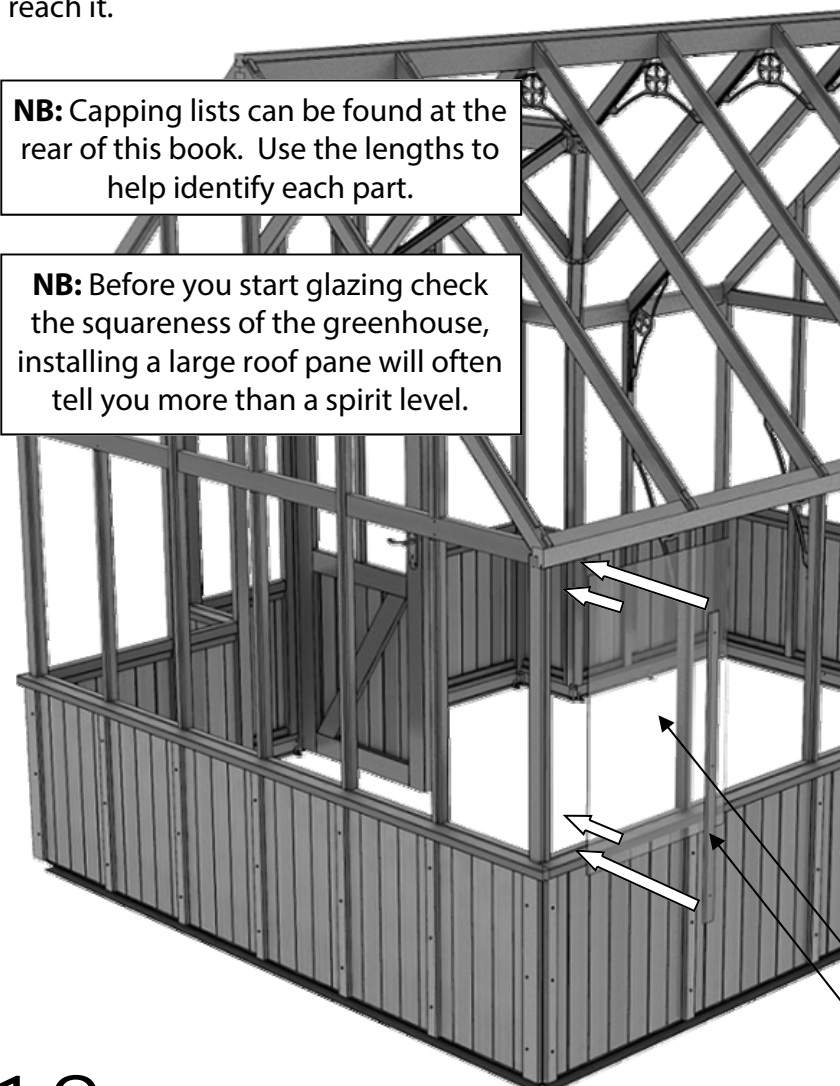 reach it.
NB: Capping lists can be found at the
rear of this book. Use the lengths to
help identify each part.
NB: Before you start glazing check
the squareness of the greenhouse,
installing a large roof pane will often
tell you more than a spirit level.